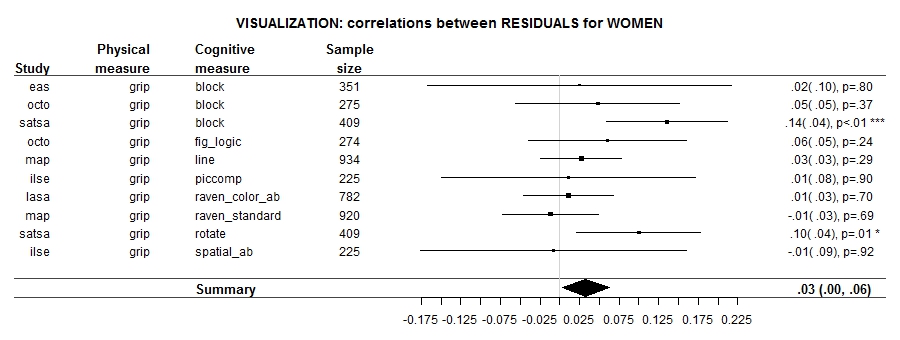 VISUALIZATION: correlations between RESIDUALS for WOMEN
Physical Cognitive Sample
Study measure measure size
eas grip block 351 .02( .10), p=.80
octo grip block 275 .05( .05), p=.37
satsa grip block 409 .14( .04), p<.01 ***
octo grip fig_logic 274 .06( .05), p=.24
map grip line 934 .03( .03), p=.29
ilse grip piccomp 225 .01( .08), p=.90
lasa grip raven_color_ab 782 .01( .03), p=.70
map grip raven_standard 920 -.01( .03), p=.69
satsa grip rotate 409 .10( .04), p=.01 *
ilse grip spatial_ab 225 -.01( .09), p=.92
Summary .03 (.00, .06)
-0.175 -0.125 -0.075 -0.025 0.025 0.075 0.125 0.175 0.225